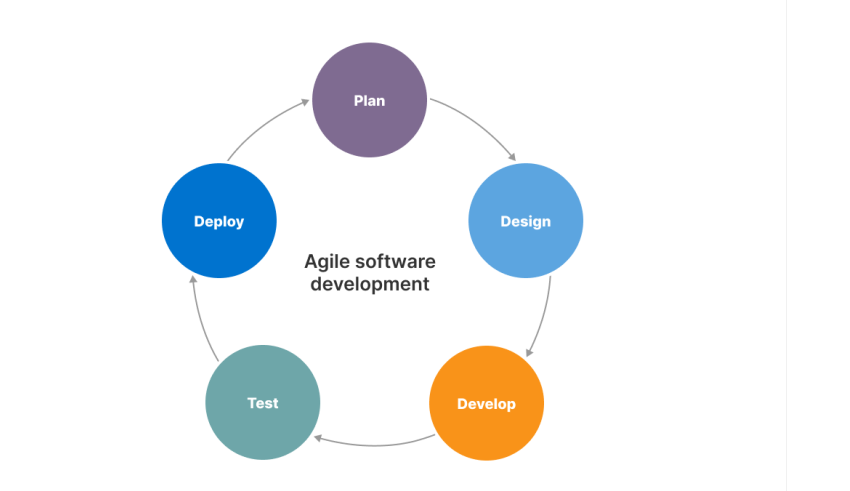 Plan
Deploy
Design
Agile software
development
Test
Develop